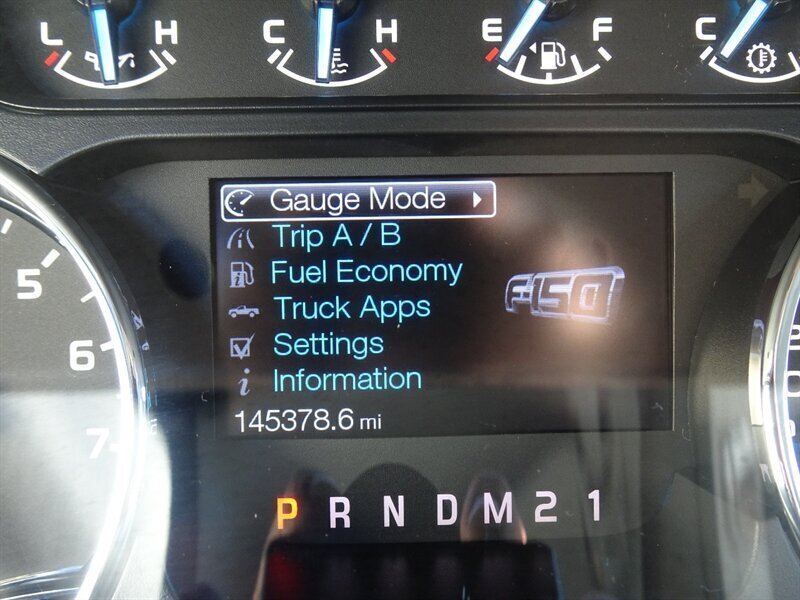 L H C H E F C
Gauge Mode
Trip A / B
Fuel Economy
Truck Apps
Settings
Information
F150
145378.6 mi
5
6
7
P R N D M 2 1